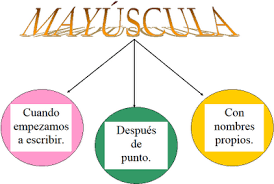 MAYÚSCULA
Cuando
empezamos
a escribir.
Después
de
punto.
Con
nombres
propios.